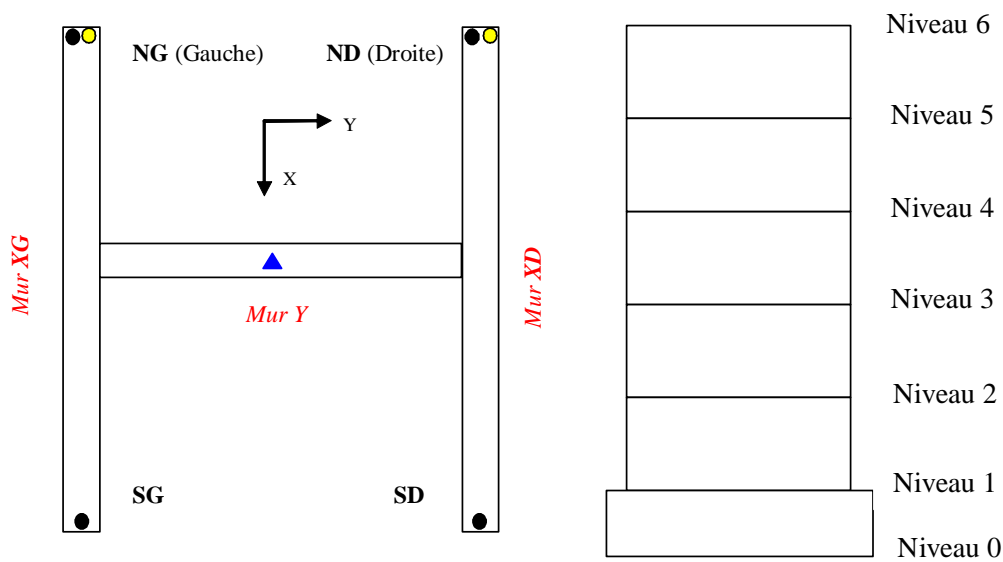 NG (Gauche)
ND (Droite)
Y
X
Mur XG
Mur XD
Mur Y
SG
SD
Niveau 6
Niveau 5
Niveau 4
Niveau 3
Niveau 2
Niveau 1
Niveau 0